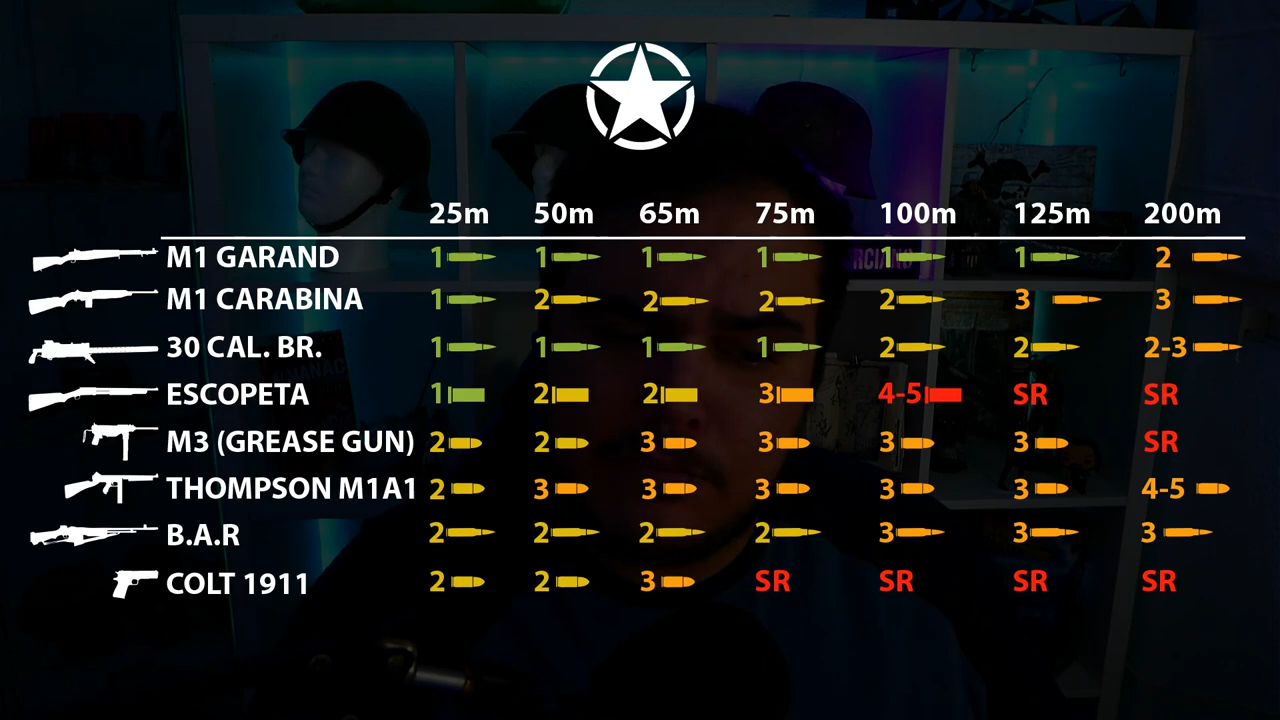 25m 50m 65m 75m 100m 125m 200m
M1 GARAND 1 1 1 1 1 1 2
M1 CARABINA 1 2 2 2 2 3 3
30 CAL. BR. 1 1 1 1 2 2 2-3
ESCOPETA 1 2 2 3 4-5 SR SR
M3 (GREASE GUN) 2 2 3 3 3 3 SR
THOMPSON M1A1 2 3 3 3 3 3 4-5
B.A.R 2 2 2 2 3 3 3
COLT 1911 2 2 3 SR SR SR SR